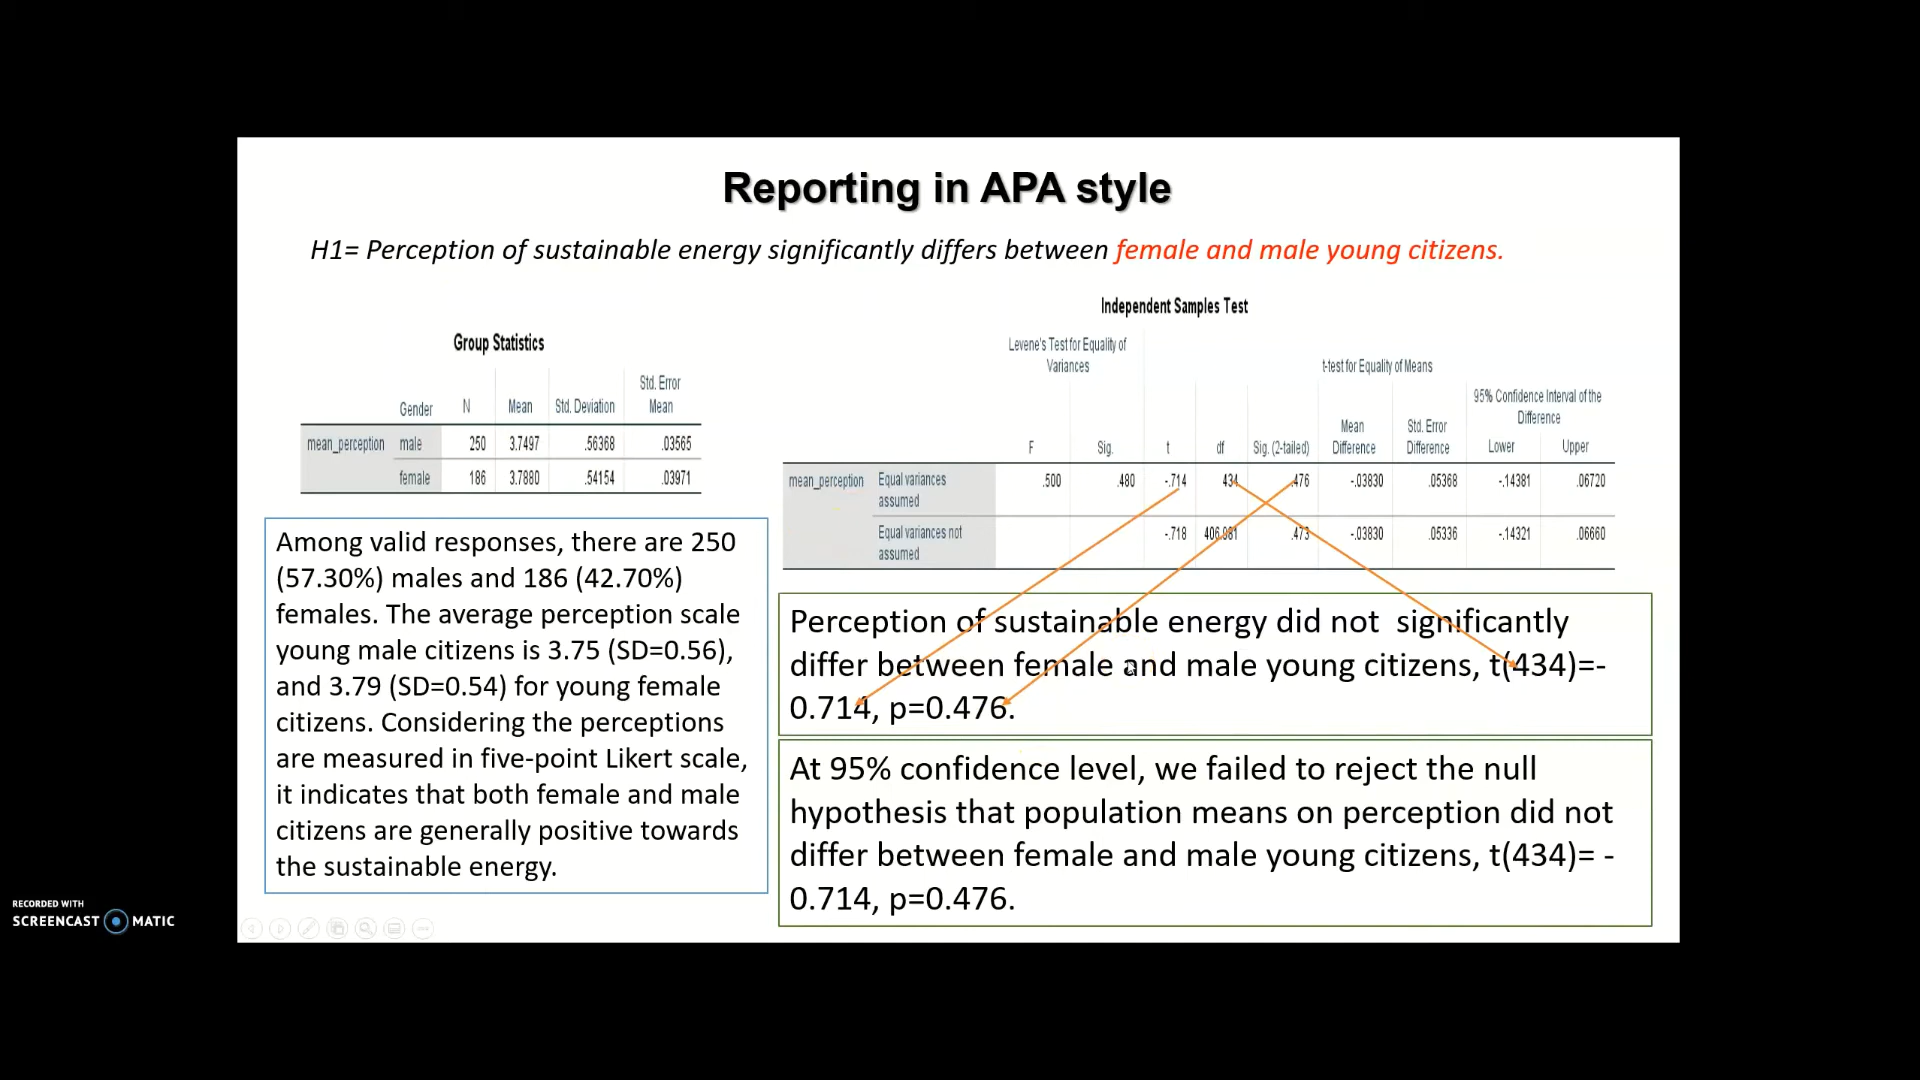 Reporting in APA style
H1= Perception of sustainable energy significantly differs between female and male young citizens.
Group Statistics
Gender N Mean Std. Deviation Std. Error Mean
mean_perception male 250 3.7497 .56368 .03565
female 186 3.7880 .54154 .03971
Independent Samples Test
Levene's Test for Equality of Variances
t-test for Equality of Means
95% Confidence Interval of the Difference
F Sig. t df Sig. (2-tailed) Mean Difference Std. Error Difference Lower Upper
mean_perception Equal variances assumed .500 .480 -.714 434 .476 -.03830 .05368 -.14381 .06720
Equal variances not assumed -.718 406.981 .473 -.03830 .05336 -.14321 .06660
Among valid responses, there are 250
(57.30%) males and 186 (42.70%)
females. The average perception scale
young male citizens is 3.75 (SD=0.56),
and 3.79 (SD=0.54) for young female
citizens. Considering the perceptions
are measured in five-point Likert scale,
it indicates that both female and male
citizens are generally positive towards
the sustainable energy.
Perception of sustainable energy did not significantly
differ between female and male young citizens, t(434)=-
0.714, p=0.476.
At 95% confidence level, we failed to reject the null
hypothesis that population means on perception did not
differ between female and male young citizens, t(434)= -
0.714, p=0.476.
RECORDED WITH
SCREENCAST MATIC